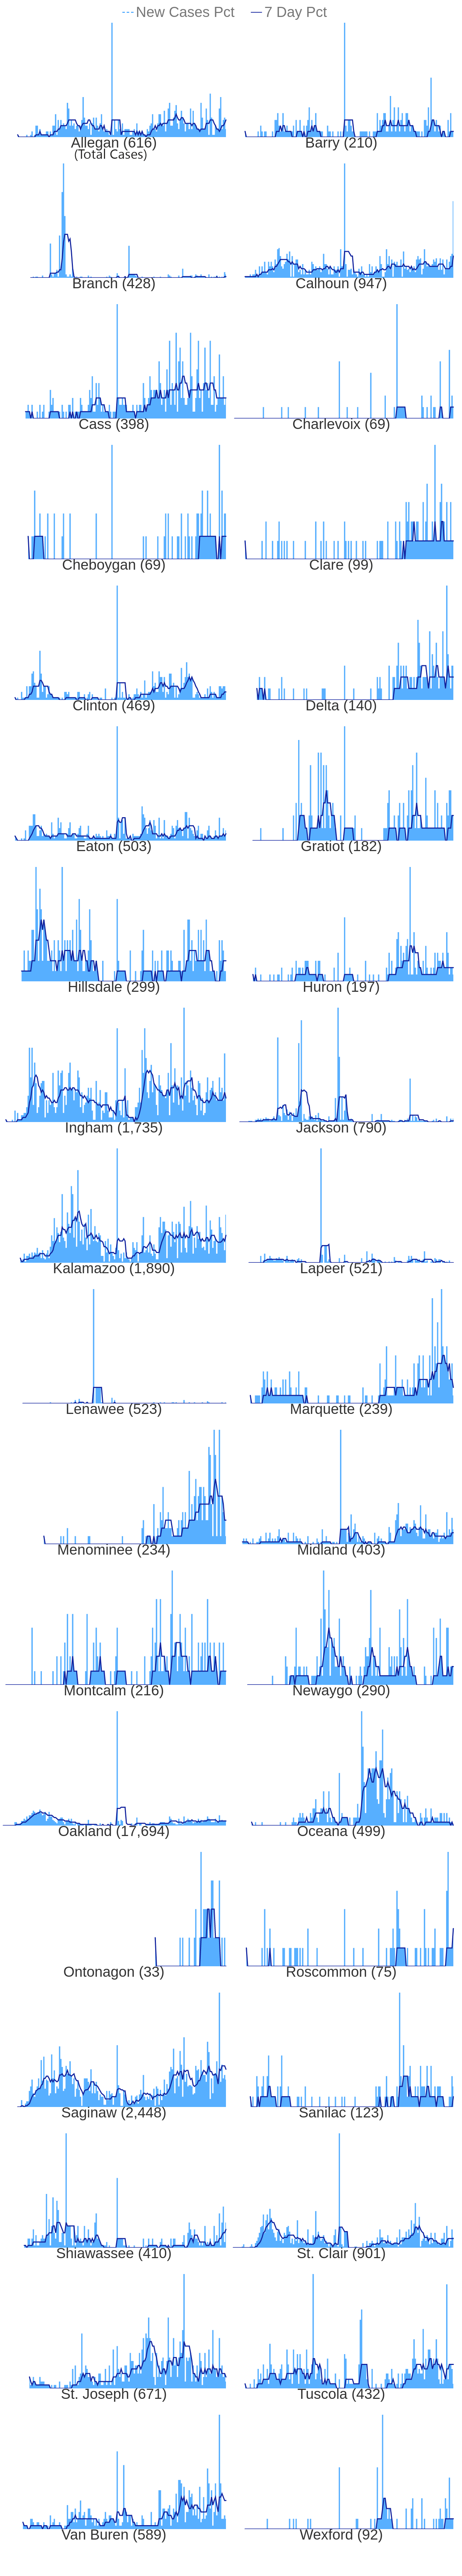 New Cases Pct 7 Day Pct
Allegan (616) Barry (210)
(Total Cases)
Branch (428) Calhoun (947)
Cass (398) Charlevoix (69)
Cheboygan (69) Clare (99)
Clinton (469) Delta (140)
Eaton (503) Gratiot (182)
Hillsdale (299) Huron (197)
Ingham (1,735) Jackson (790)
Kalamazoo (1,890) Lapeer (521)
Lenawee (523) Marquette (239)
Menominee (234) Midland (403)
Montcalm (216) Newaygo (290)
Oakland (17,694) Oceana (499)
Ontonagon (33) Roscommon (75)
Saginaw (2,448) Sanilac (123)
Shiawassee (410) St. Clair (901)
St. Joseph (671) Tuscola (432)
Van Buren (589) Wexford (92)